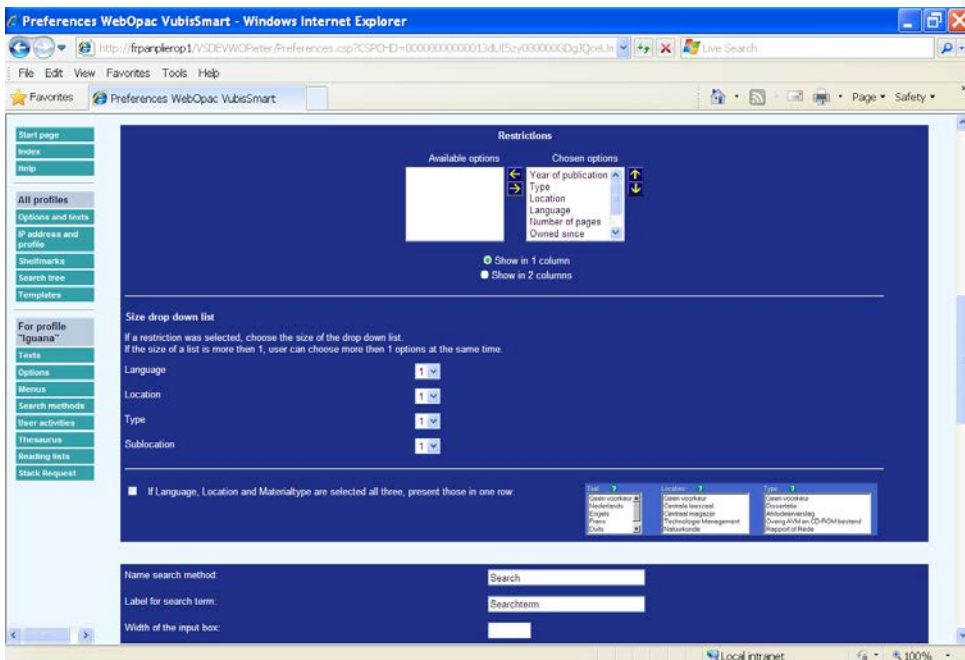 Preferences WebOpac VubisSmart - Windows Internet Explorer
Live Search
File Edit View Favorites Tools Help
Favorites Preferences WebOpac VubisSmart
Page Safety
Start page
Index
Help
All profiles
Options and texts
IP address and profile
Shelfmarks
Search tree
Templates
For profile "Iguana"
Texts
Options
Menus
Search methods
User activities
Thesaurus
Reading lists
Stack Request
Restrictions
Available options Chosen options
Year of publication
Type
Location
Language
Number of pages
Owned since
Show in 1 column
Show in 2 columns
Size drop down list
If a restriction was selected, choose the size of the drop down list.
If the size of a list is more then 1, user can choose more then 1 options at the same time.
Language 1
Location 1
Type 1
Sublocation 1
If Language, Location and Materialtype are selected all three, present those in one row:
Taal ? Locaties ? Type ?
Geen voorkeur Geen voorkeur Geen voorkeur
Nederlands Centrale leeszaal Dissertatie
Engels Centraal magazijn Afstudeerverslag
Frans Technologie Management Overig AVM en CD-ROM bestand
Duits Natuurkunde Rapport of Rede
Name search method: Search
Label for search term: Searchterm
Width of the input box:
Local intranet 100%